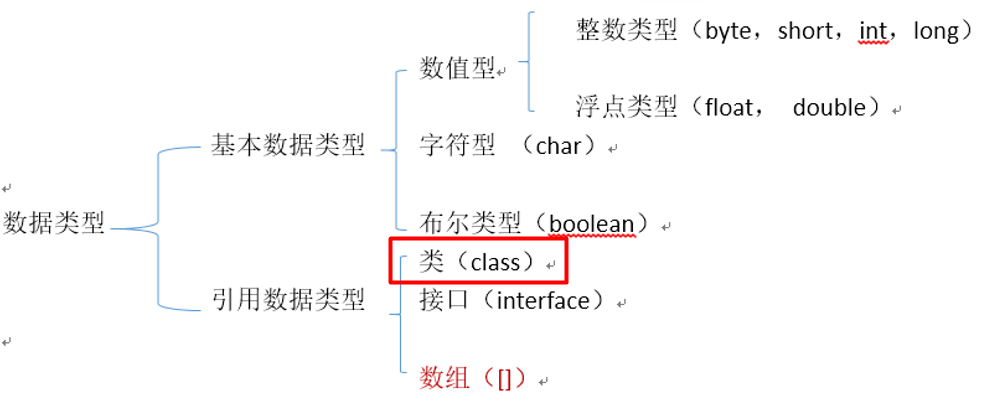 整数类型（byte，short，int，long）
数值型
浮点类型（float， double）
基本数据类型
字符型 （char）
数据类型
布尔类型（boolean）
类（class）
引用数据类型
接口（interface）
数组（[]）